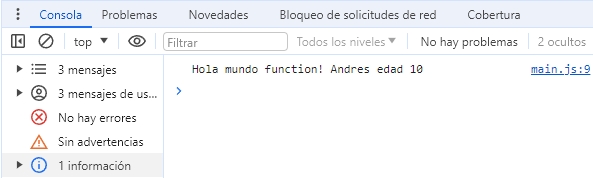 Consola Problemas Novedades Bloqueo de solicitudes de red Cobertura
top Filtrar Todos los niveles No hay problemas 2 ocultos
3 mensajes
3 mensajes de us...
No hay errores
Sin advertencias
1 información
Hola mundo function! Andres edad 10 main.js:9